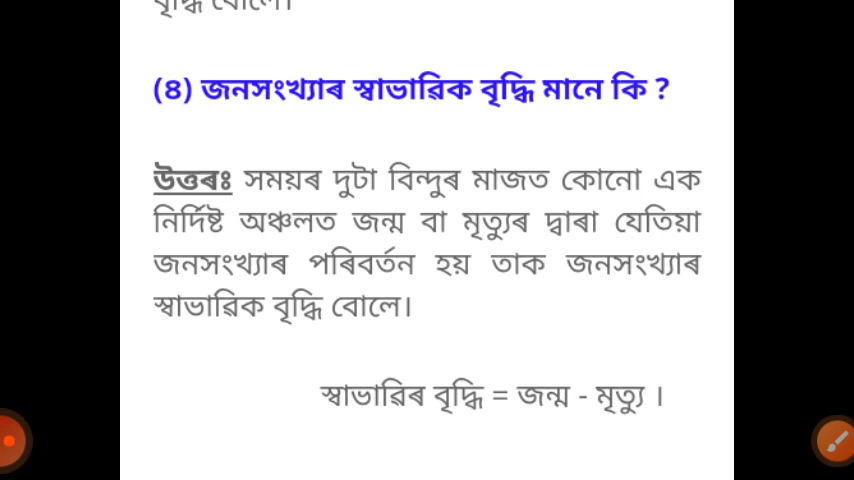 বৃদ্ধি বোলে।
(৪) জনসংখ্যাৰ স্বাভাৱিক বৃদ্ধি মানে কি ?
উত্তৰঃ সময়ৰ দুটা বিন্দুৰ মাজত কোনো এক
নিৰ্দিষ্ট অঞ্চলত জন্ম বা মৃত্যুৰ দ্বাৰা যেতিয়া
জনসংখ্যাৰ পৰিবৰ্তন হয় তাক জনসংখ্যাৰ
স্বাভাৱিক বৃদ্ধি বোলে।
স্বাভাৱিৰ বৃদ্ধি = জন্ম - মৃত্যু ।